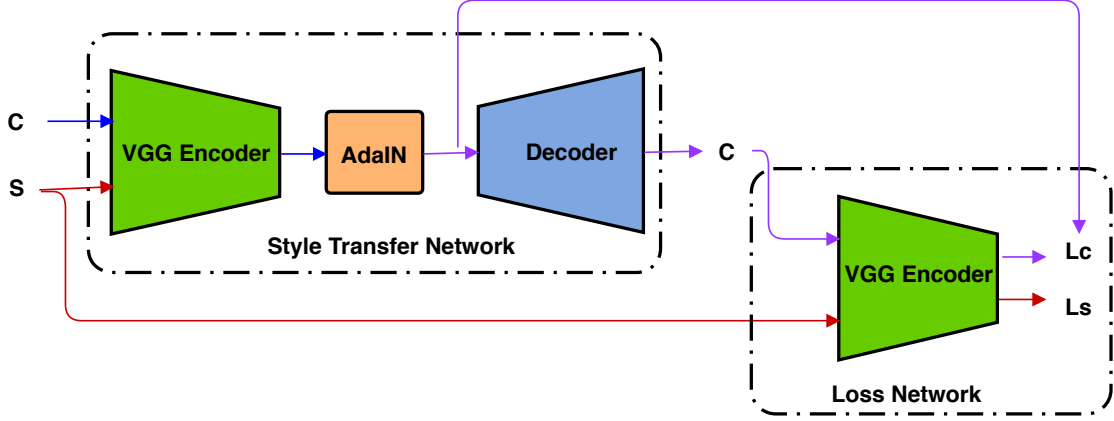 C
S
VGG Encoder
AdaIN
Decoder
Style Transfer Network
C
VGG Encoder
Lc
Ls
Loss Network